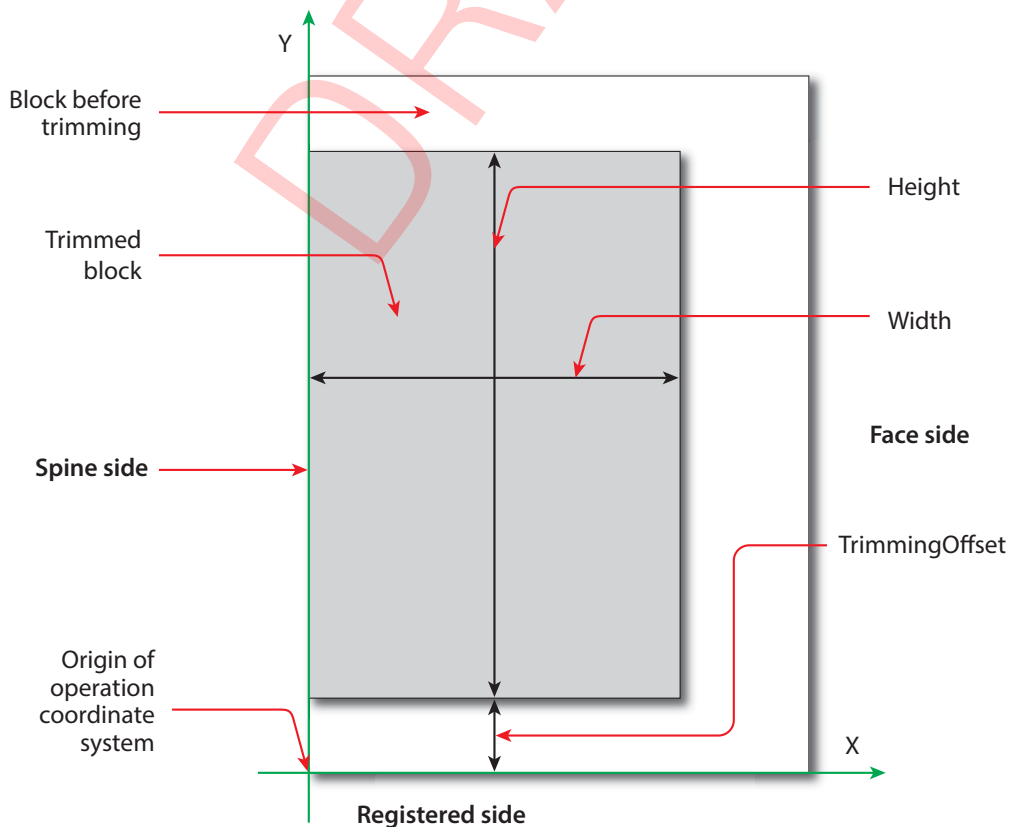 Y
Block before
trimming
Height
Trimmed
block
Width
Face side
Spine side
TrimmingOffset
Origin of
operation
coordinate
system
X
Registered side